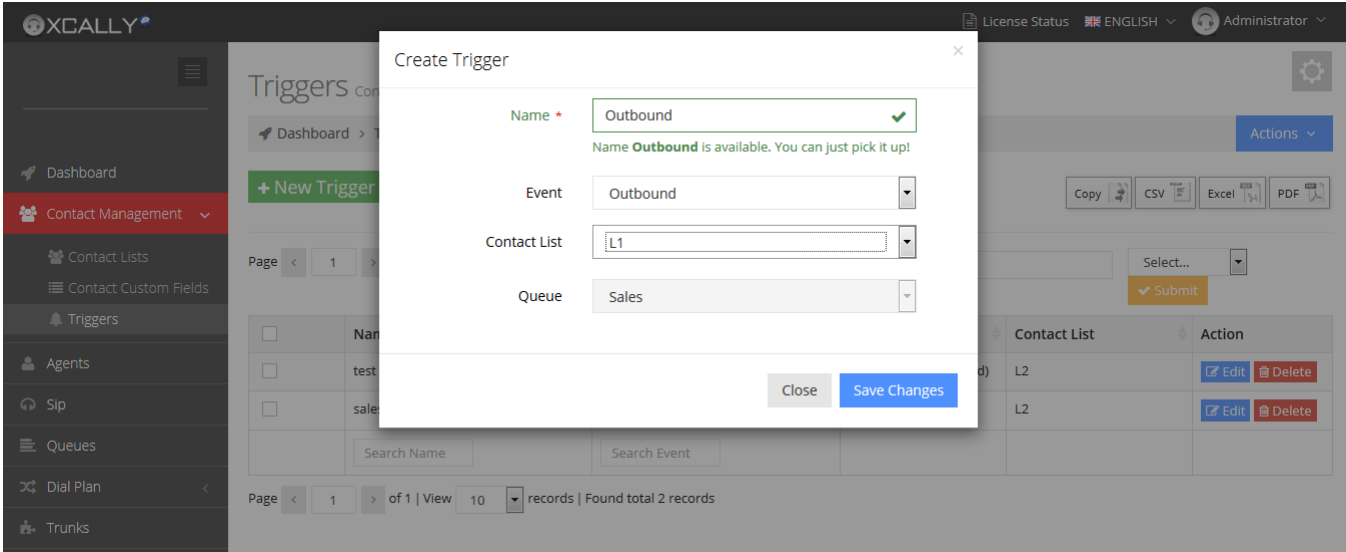 XCALLY
License Status
ENGLISH
Administrator
Create Trigger
×
Triggers
Name *
Outbound
Dashboard > T
Actions
Name Outbound is available. You can just pick it up!
Dashboard
+ New Trigger
Event
Outbound
Copy
CSV
Excel
PDF
Contact Management
Contact List
L1
Contact Lists
Page < 1 >
Select...
Contact Custom Fields
Queue
Sales
Submit
Triggers
Nam
Contact List
Action
Agents
test
d)
L2
Edit
Delete
Close
Save Changes
Sip
sales
L2
Edit
Delete
Queues
Search Name
Search Event
Dial Plan
Page < 1 > of 1 | View 10 records | Found total 2 records
Trunks